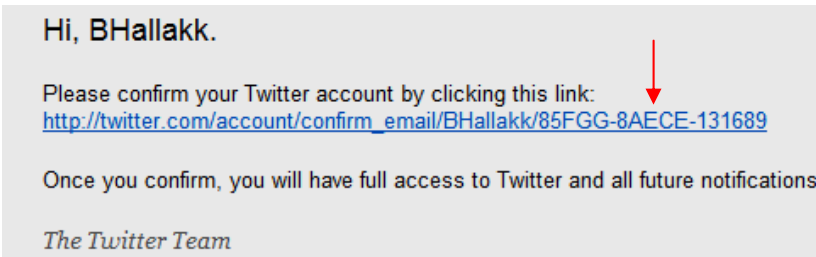 Hi, BHallakk.
Please confirm your Twitter account by clicking this link:
http://twitter.com/account/confirm_email/BHallakk/85FGG-8AECE-131689
Once you confirm, you will have full access to Twitter and all future notifications
The Twitter Team